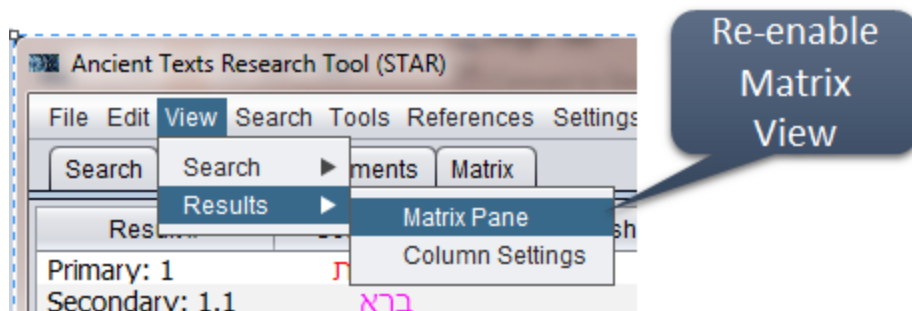 Re-enable
Matrix
View
Ancient Texts Research Tool (STAR)
File Edit View Search Tools References Settings
Search Search ments Matrix
Results Matrix Pane
Column Settings
Primary: 1
Secondary: 1.1 ברא